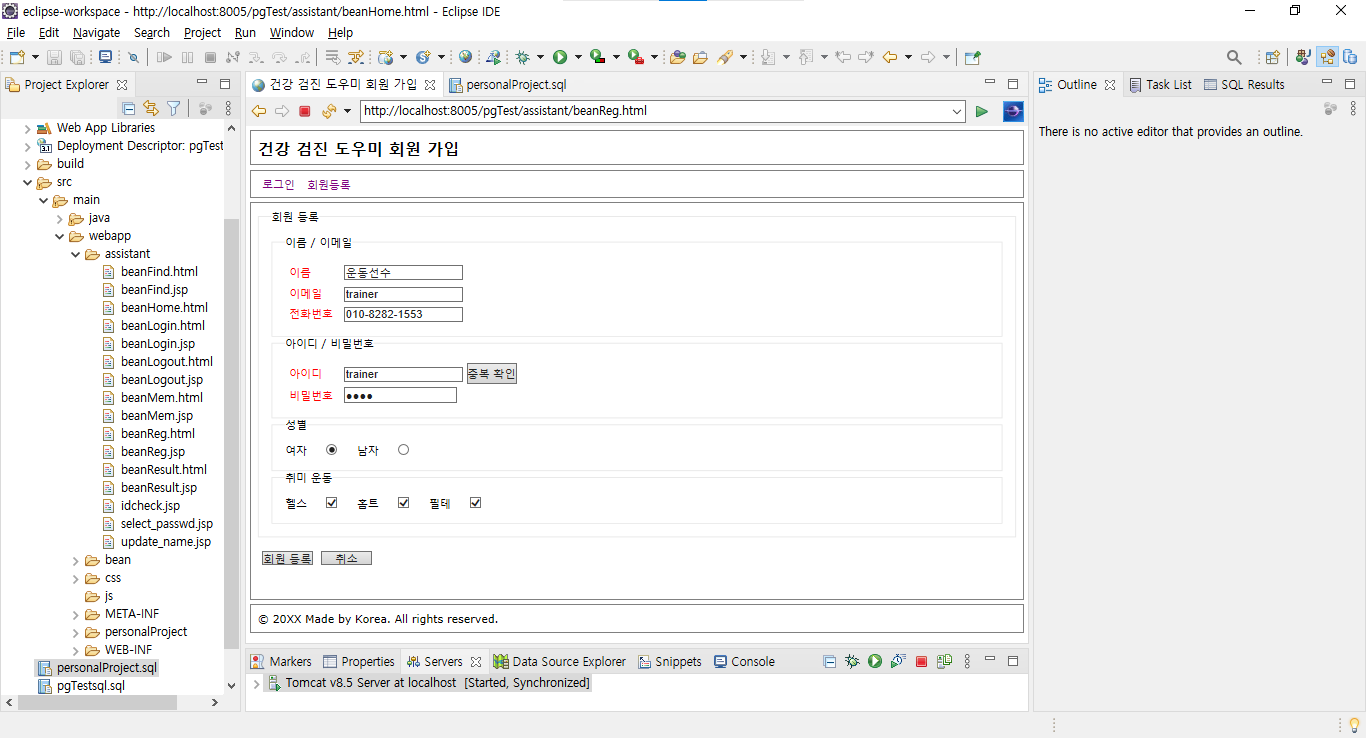 eclipse-workspace - http://localhost:8005/pgTest/assistant/beanHome.html - Eclipse IDE
File Edit Navigate Search Project Run Window Help
Project Explorer
Web App Libraries
Deployment Descriptor: pgTest
build
src
main
java
webapp
assistant
beanFind.html
beanFind.jsp
beanHome.html
beanLogin.html
beanLogin.jsp
beanLogout.html
beanLogout.jsp
beanMem.html
beanMem.jsp
beanReg.html
beanReg.jsp
beanResult.html
beanResult.jsp
idcheck.jsp
select_passwd.jsp
update_name.jsp
bean
css
js
META-INF
personalProject
WEB-INF
personalProject.sql
pgTestsql.sql
건강 검진 도우미 회원 가입 personalProject.sql
http://localhost:8005/pgTest/assistant/beanReg.html
건강 검진 도우미 회원 가입
로그인 회원등록
회원 등록
이름 / 이메일
이름 운동선수
이메일 trainer
전화번호 010-8282-1553
아이디 / 비밀번호
아이디 trainer 중복 확인
비밀번호 ●●●●
성별
여자 남자
취미 운동
헬스 홈트 필테
회원 등록 취소
© 20XX Made by Korea. All rights reserved.
Markers Properties Servers Data Source Explorer Snippets Console
Tomcat v8.5 Server at localhost [Started, Synchronized]
Outline Task List SQL Results
There is no active editor that provides an outline.